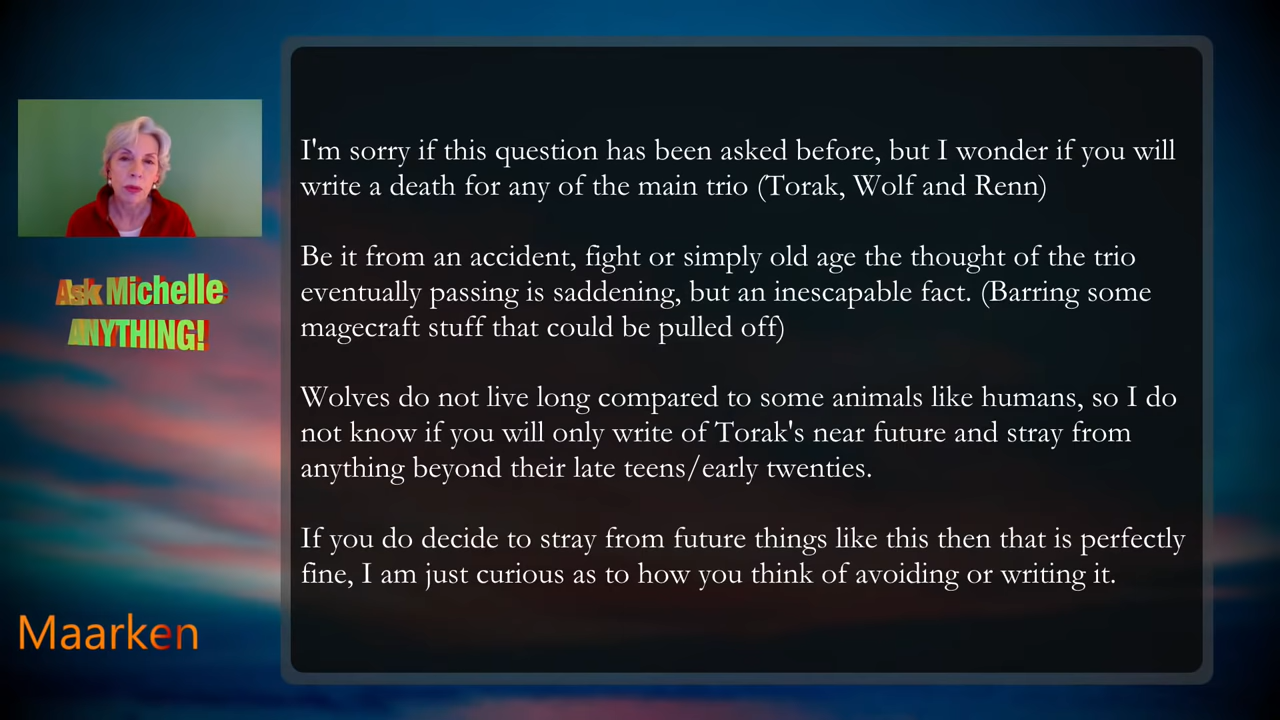 Ask Michelle
ANYTHING!
Maarken
I'm sorry if this question has been asked before, but I wonder if you will
write a death for any of the main trio (Torak, Wolf and Renn)
Be it from an accident, fight or simply old age the thought of the trio
eventually passing is saddening, but an inescapable fact. (Barring some
magecraft stuff that could be pulled off)
Wolves do not live long compared to some animals like humans, so I do
not know if you will only write of Torak's near future and stray from
anything beyond their late teens/early twenties.
If you do decide to stray from future things like this then that is perfectly
fine, I am just curious as to how you think of avoiding or writing it.